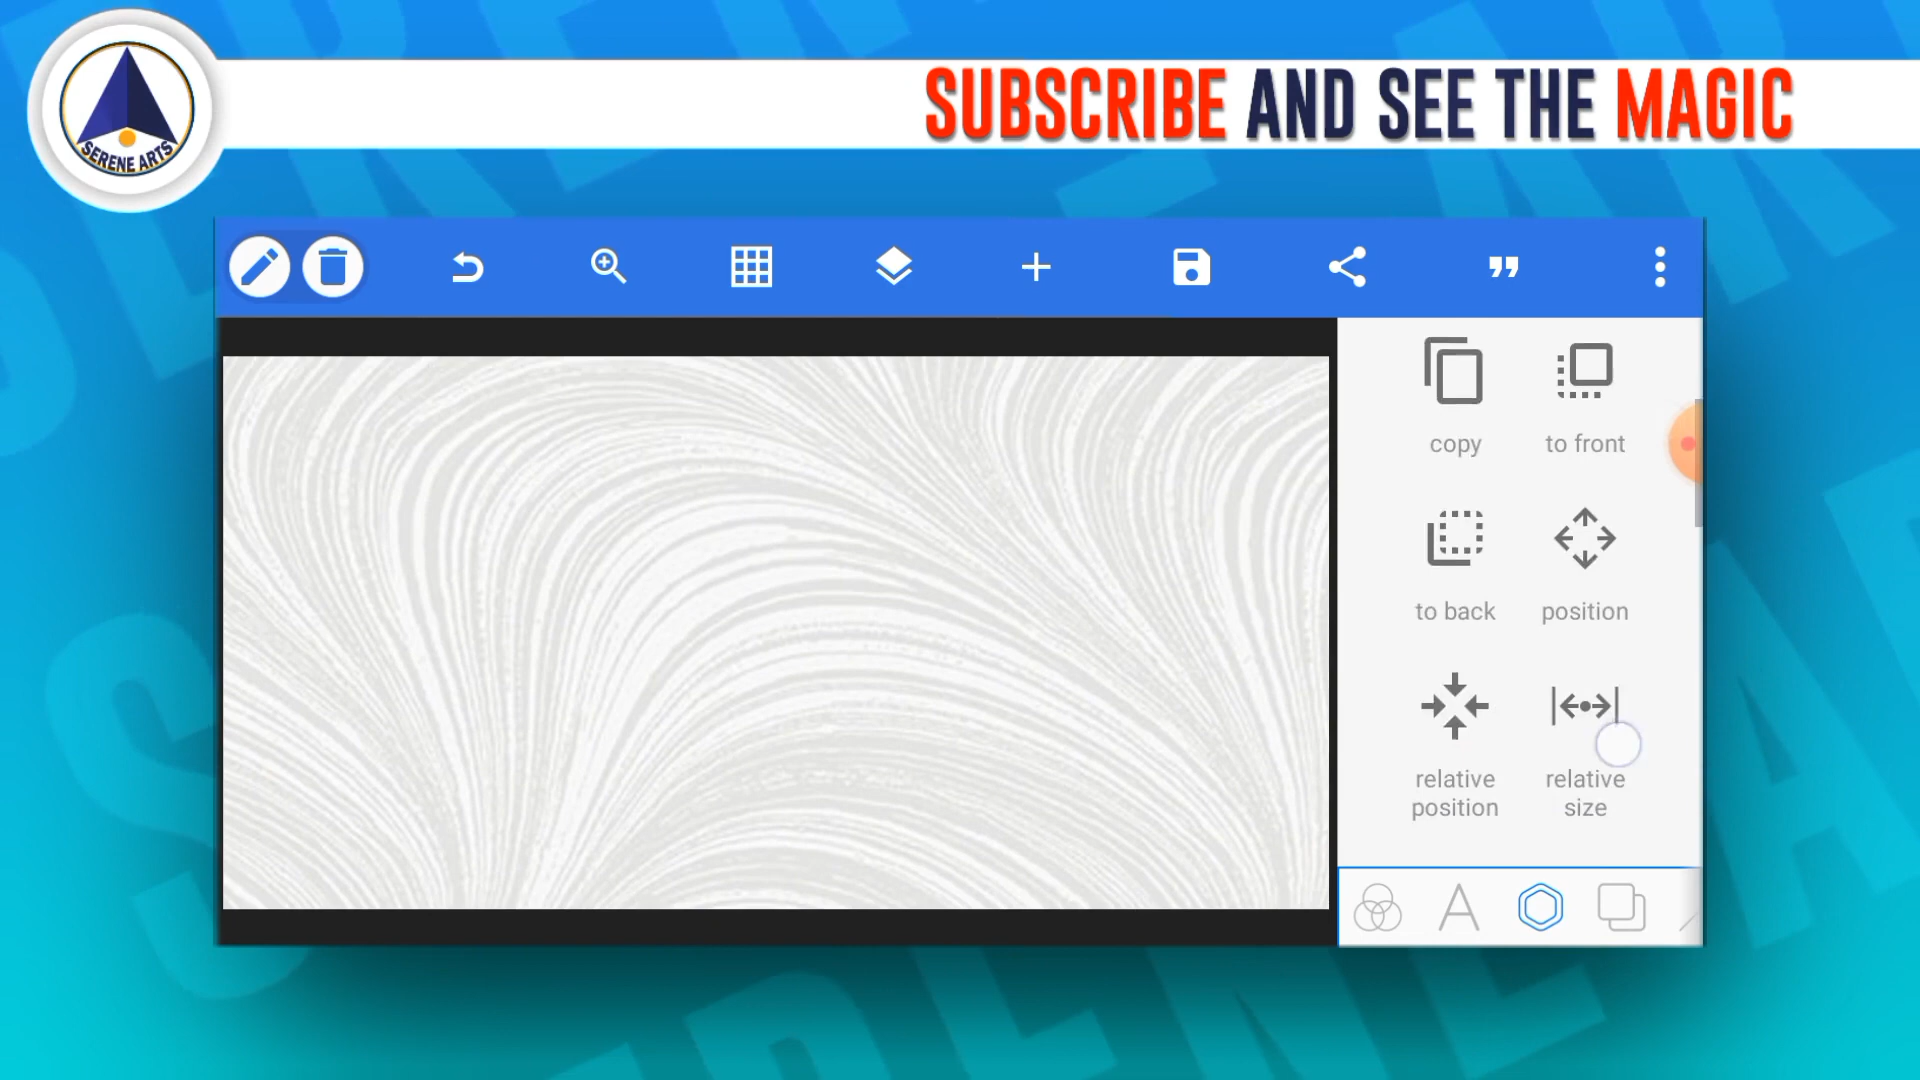 SUBSCRIBE AND SEE THE MAGIC
SERENE ARTS
copy
to front
to back
position
relative
position
relative
size